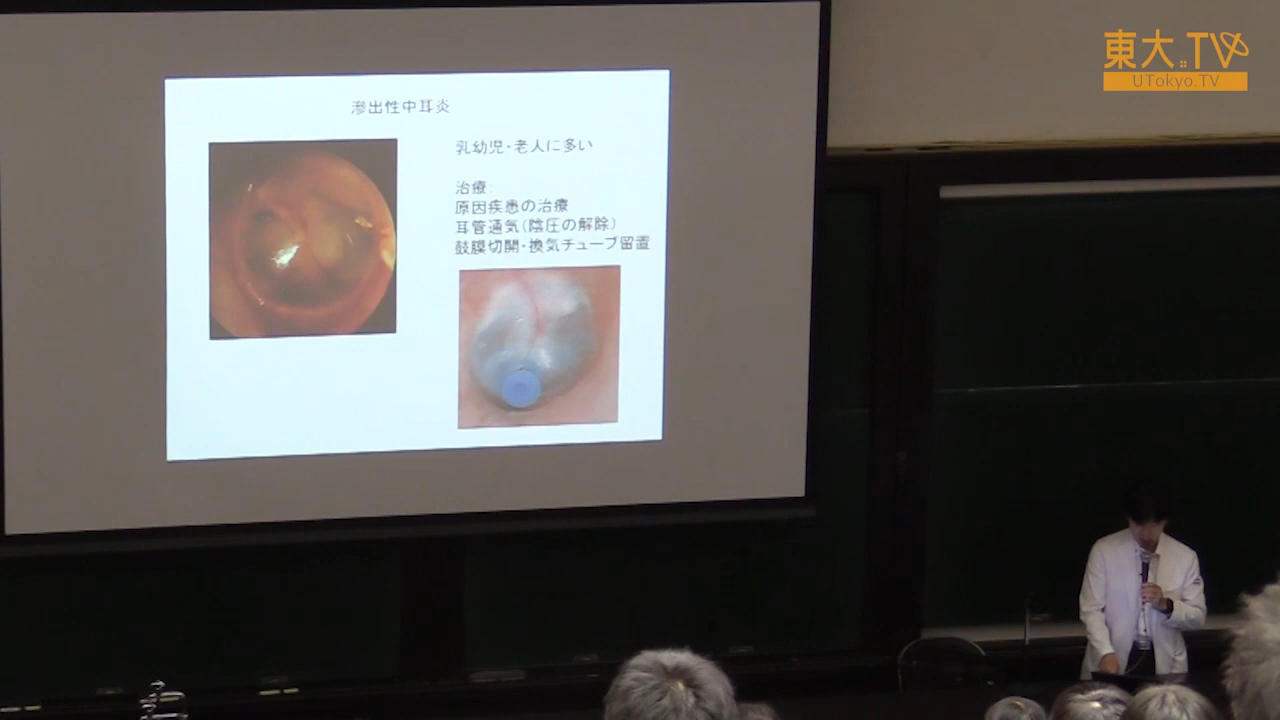 滲出性中耳炎
乳幼児・老人に多い
治療:
原因疾患の治療
耳管通気(陰圧の解除)
鼓膜切開・換気チューブ留置
東大.TV
UTokyo.TV